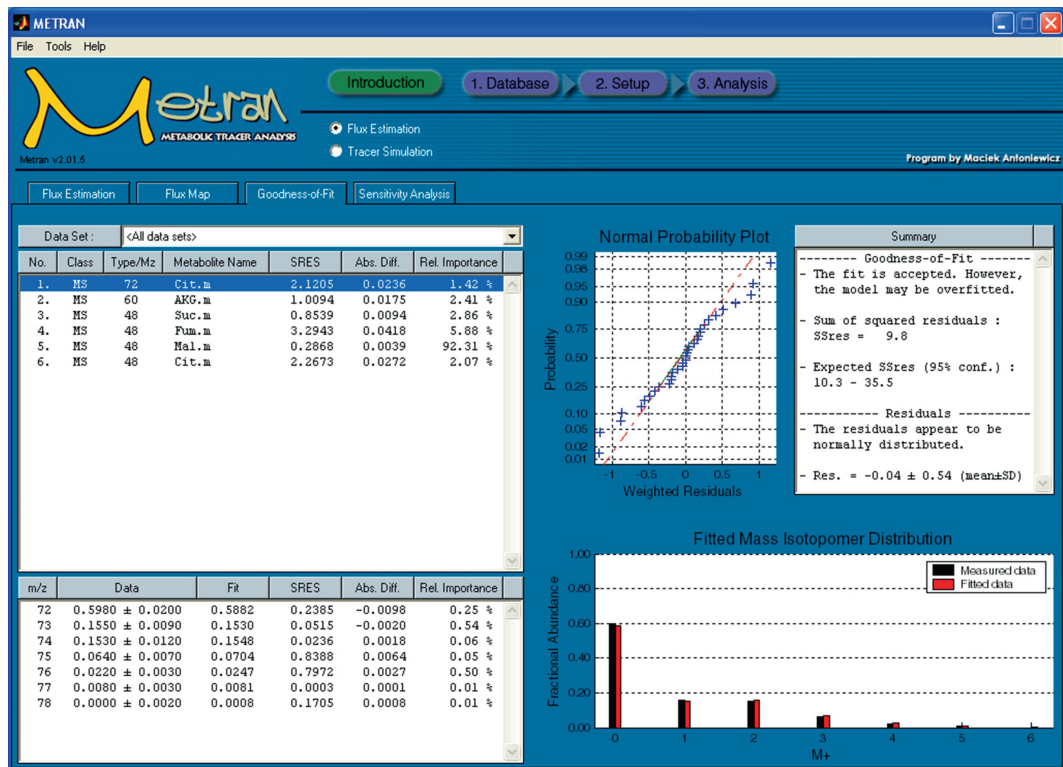 METRAN
File Tools Help
Metran
METABOLIC TRACER ANALYSIS
Metran v2.01.5
Introduction 1. Database 2. Setup 3. Analysis
Flux Estimation
Tracer Simulation
Program by Maciek Antoniewicz
Flux Estimation Flux Map Goodness-of-Fit Sensitivity Analysis
Data Set : <All data sets>
No. Class Type/Mz Metabolite Name SRES Abs. Diff. Rel. Importance
1. MS 72 Cit.m 2.1205 0.0236 1.42 %
2. MS 60 AKG.m 1.0094 0.0175 2.41 %
3. MS 48 Suc.m 0.8539 0.0094 2.86 %
4. MS 48 Fum.m 3.2943 0.0418 5.88 %
5. MS 48 Mal.m 0.2868 0.0039 92.31 %
6. MS 48 Cit.m 2.2673 0.0272 2.07 %
m/z Data Fit SRES Abs. Diff. Rel. Importance
72 0.5980 ± 0.0200 0.5882 0.2385 -0.0098 0.25 %
73 0.1550 ± 0.0090 0.1530 0.0515 -0.0020 0.54 %
74 0.1530 ± 0.0120 0.1548 0.0236 0.0018 0.06 %
75 0.0640 ± 0.0070 0.0704 0.8388 0.0064 0.05 %
76 0.0220 ± 0.0030 0.0247 0.7972 0.0027 0.50 %
77 0.0080 ± 0.0030 0.0081 0.0003 0.0001 0.01 %
78 0.0000 ± 0.0020 0.0008 0.1705 0.0008 0.01 %
Normal Probability Plot
Probability
0.99
0.98
0.95
0.90
0.75
0.50
0.25
0.10
0.05
0.02
0.01
-1 -0.5 0 0.5 1
Weighted Residuals
Summary
-------- Goodness-of-Fit --------
- The fit is accepted. However,
the model may be overfitted.
- Sum of squared residuals :
SSres = 9.8
- Expected SSres (95% conf.) :
10.3 - 35.5
----------- Residuals -----------
- The residuals appear to be
normally distributed.
- Res. = -0.04 ± 0.54 (mean±SD)
Fitted Mass Isotopomer Distribution
Fractional Abundance
1.00
0.80
0.60
0.40
0.20
0.00
Measured data
Fitted data
0 1 2 3 4 5 6
M+